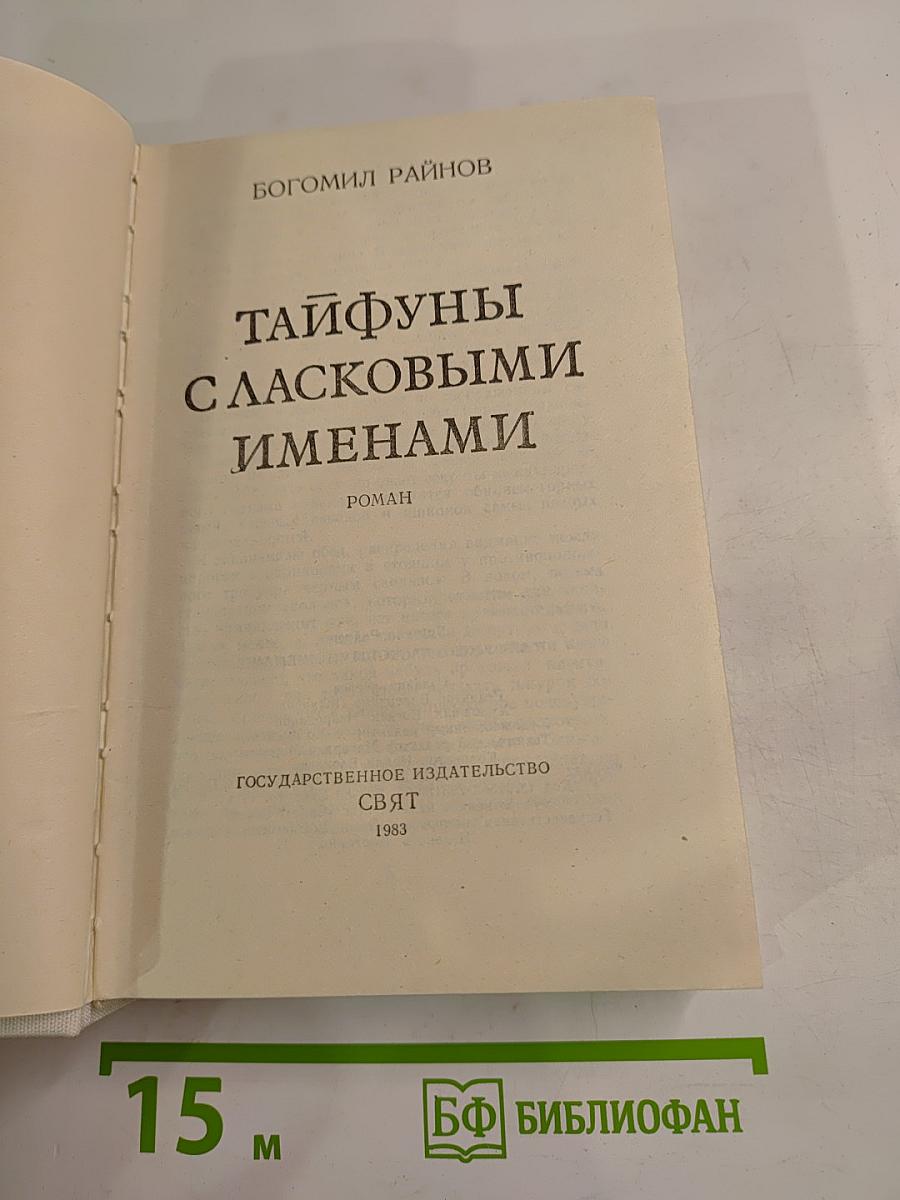 БОГОМИЛ РАЙНОВ
ТАЙФУНЫ
С ЛАСКОВЫМИ
ИМЕНАМИ
РОМАН
ГОСУДАРСТВЕННОЕ ИЗДАТЕЛЬСТВО
СВЯТ
1983
15 м
БФ БИБЛИОФАН